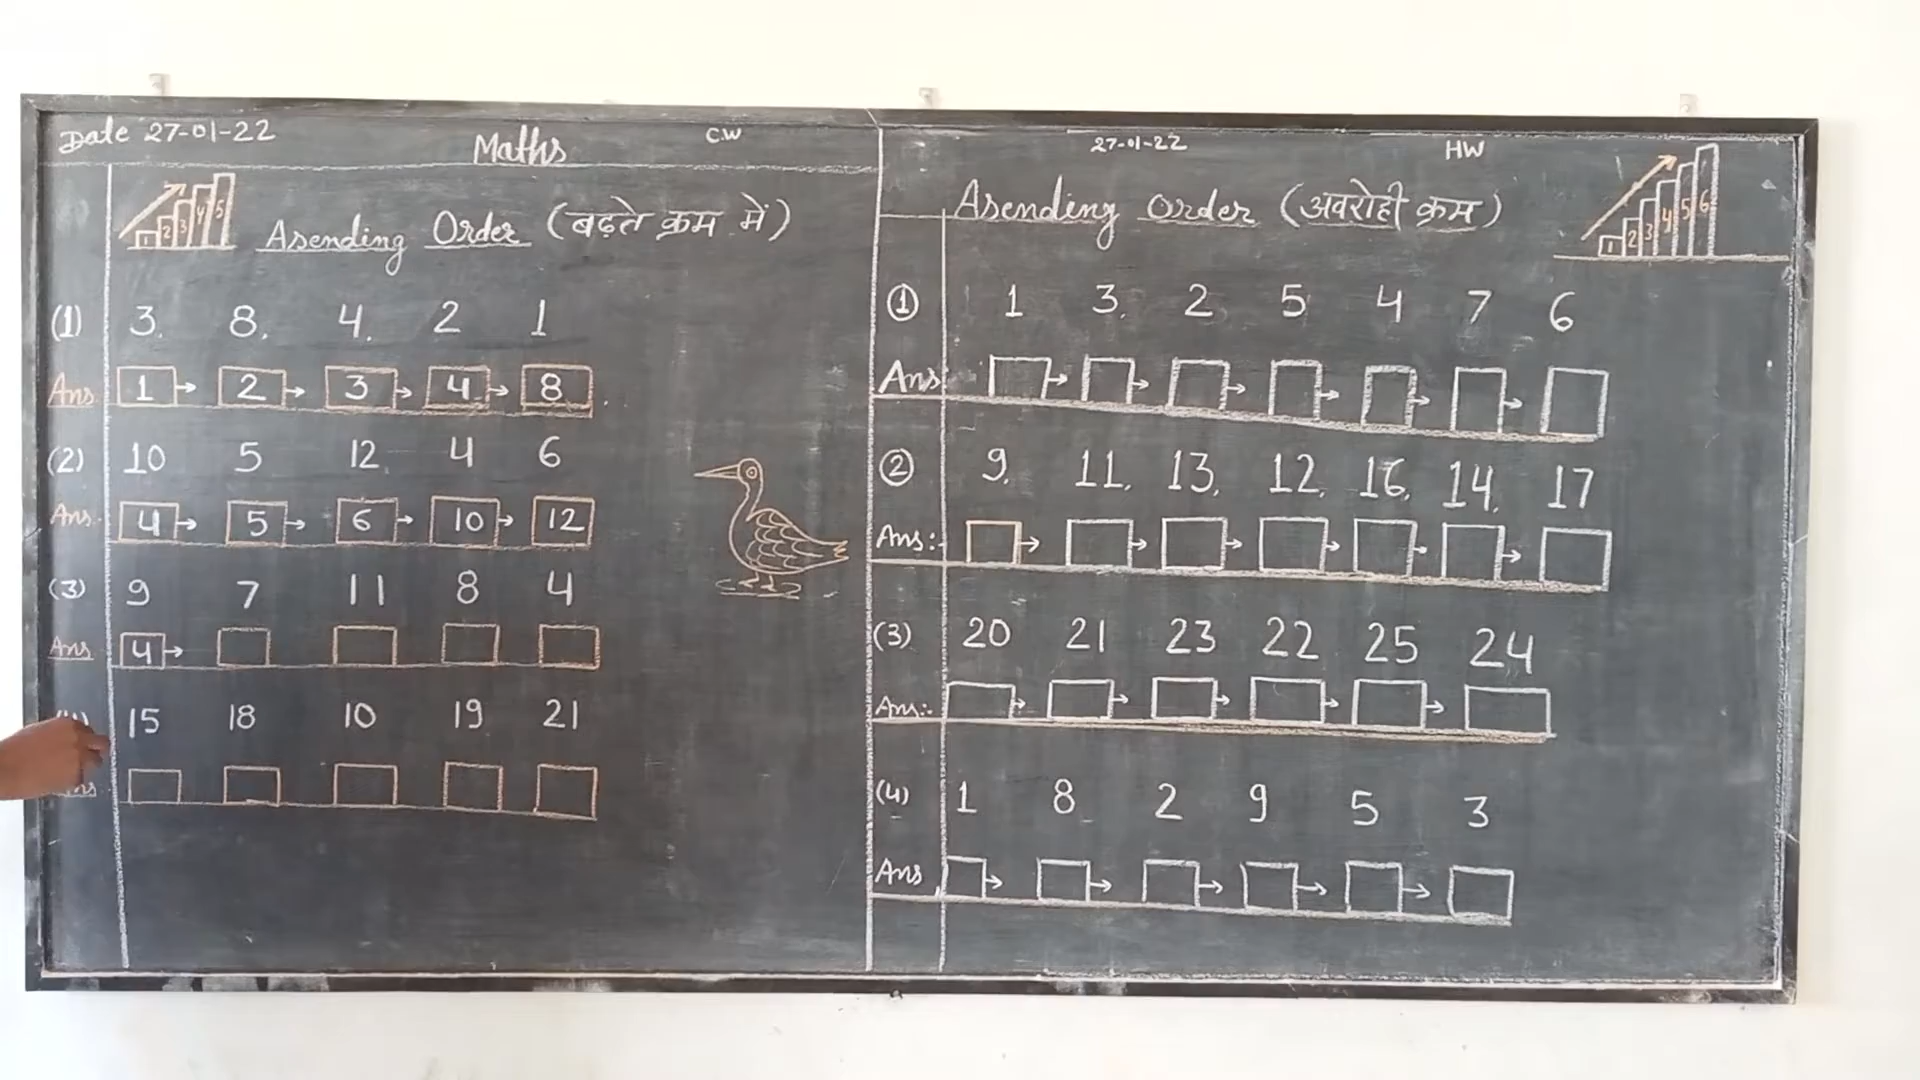 Date 27-01-22 Maths C.W
1 2 3 4 5
Asending Order (बढ़ते क्रम में)
(1) 3. 8. 4. 2 1
Ans 1 → 2 → 3 → 4 → 8
(2) 10 5 12 4 6
Ans. 4 → 5 → 6 → 10 → 12
(3) 9 7 11 8 4
Ans 4 →
15 18 10 19 21
27-01-22 HW
Asending Order (अवरोही क्रम)
1 2 3 4 5 6
① 1 3. 2 5 4 7 6
Ans → → → → → →
② 9. 11. 13. 12. 16. 14. 17
Ans:- → → → → → →
(3) 20 21 23 22 25 24
Ans:- → → → → →
(4) 1 8 2 9 5 3
Ans → → → → →